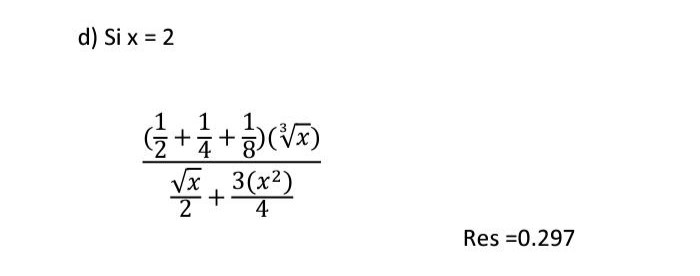 d) Si x = 2
(1/2 + 1/4 + 1/8)(∛x)
√x/2 + 3(x²)/4
Res =0.297